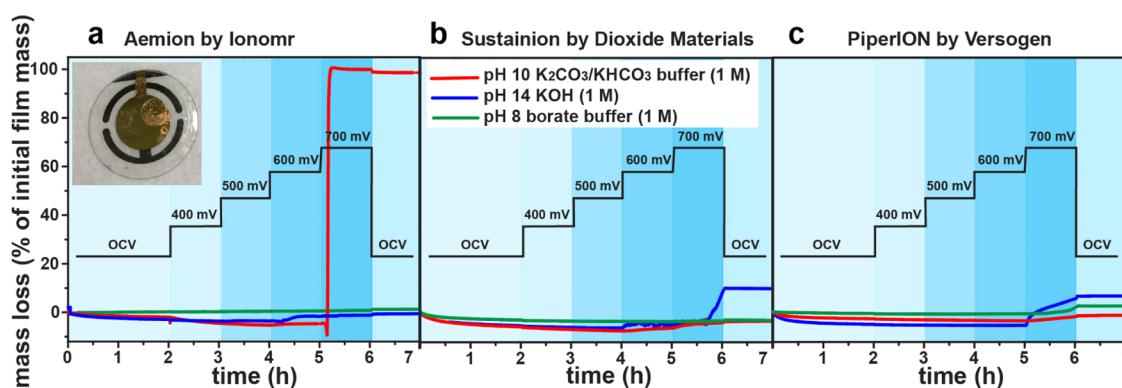 a Aemion by Ionomr
b Sustainion by Dioxide Materials
c PiperION by Versogen
mass loss (% of initial film mass)
100
80
60
40
20
0
OCV
400 mV
500 mV
600 mV
700 mV
OCV
0 1 2 3 4 5 6 7
time (h)
pH 10 K₂CO₃/KHCO₃ buffer (1 M)
pH 14 KOH (1 M)
pH 8 borate buffer (1 M)
OCV
400 mV
500 mV
600 mV
700 mV
OCV
1 2 3 4 5 6 7
time (h)
OCV
400 mV
500 mV
600 mV
700 mV
OCV
1 2 3 4 5 6
time (h)